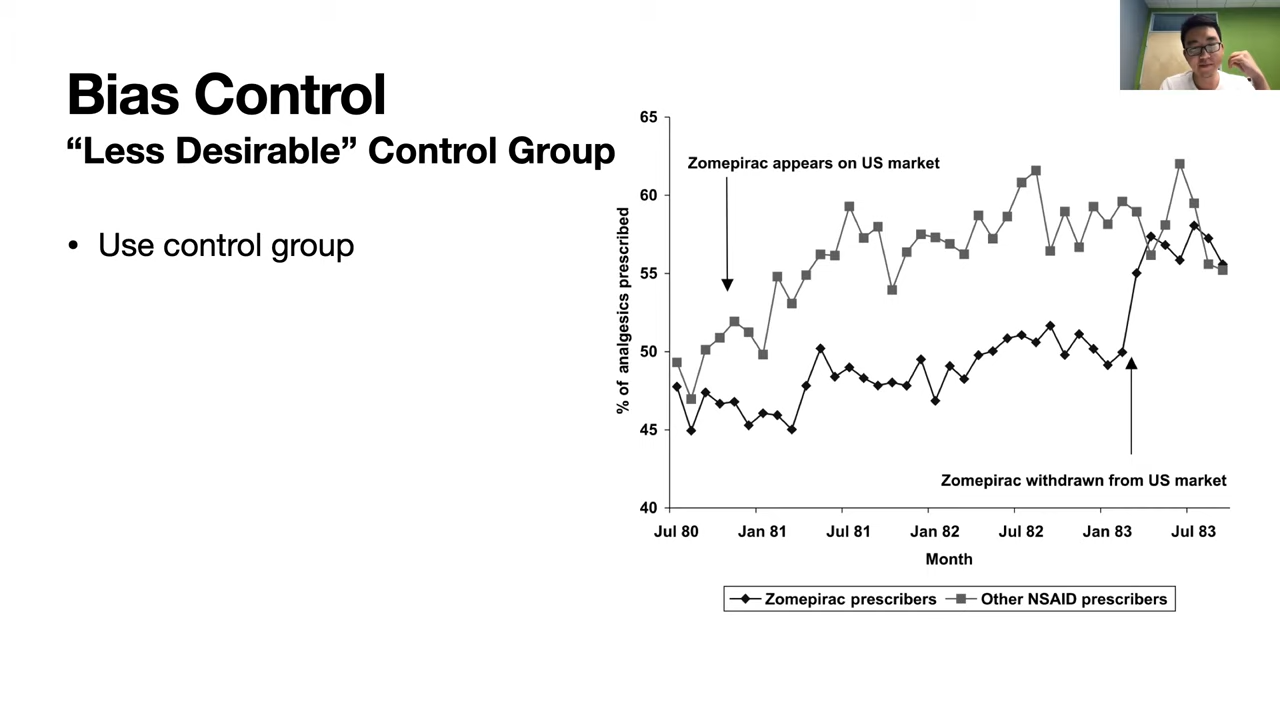 Bias Control
“Less Desirable” Control Group
• Use control group
65
60
55
50
45
40
% of analgesics prescribed
Zomepirac appears on US market
Zomepirac withdrawn from US market
Jul 80 Jan 81 Jul 81 Jan 82 Jul 82 Jan 83 Jul 83
Month
Zomepirac prescribers Other NSAID prescribers